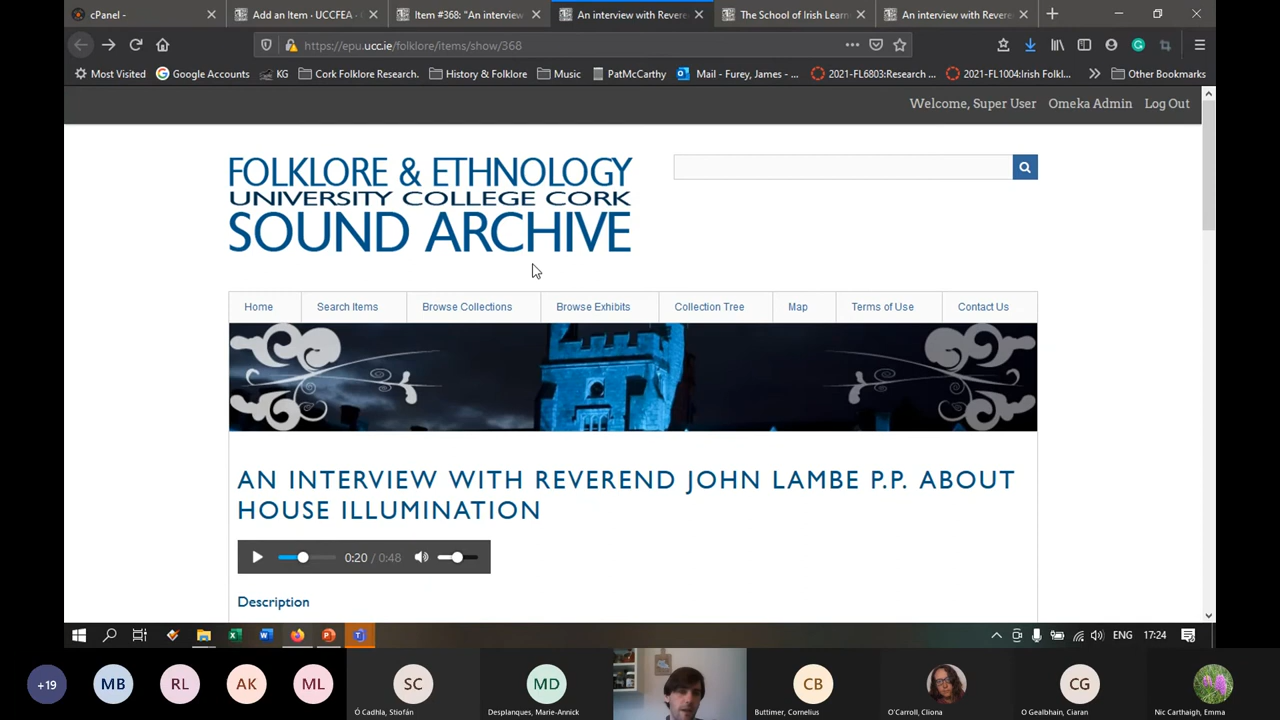 cPanel -
Add an Item · UCCFEA -
Item #368: "An interview
An interview with Revere
The School of Irish Learn
An interview with Revere
https://epu.ucc.ie/folklore/items/show/368
Most Visited
Google Accounts
KG
Cork Folklore Research.
History & Folklore
Music
PatMcCarthy
Mail - Furey, James - ...
2021-FL6803:Research ...
2021-FL1004:Irish Folkl...
Other Bookmarks
Welcome, Super User
Omeka Admin
Log Out
FOLKLORE & ETHNOLOGY
UNIVERSITY COLLEGE CORK
SOUND ARCHIVE
Home
Search Items
Browse Collections
Browse Exhibits
Collection Tree
Map
Terms of Use
Contact Us
AN INTERVIEW WITH REVEREND JOHN LAMBE P.P. ABOUT
HOUSE ILLUMINATION
0:20 / 0:48
Description
ENG
17:24
+19
MB
RL
AK
ML
SC
Ó Cadhla, Stiofán
MD
Desplanques, Marie-Annick
CB
Buttimer, Cornelius
O'Carroll, Cliona
CG
O Gealbhain, Ciaran
Nic Carthaigh, Emma